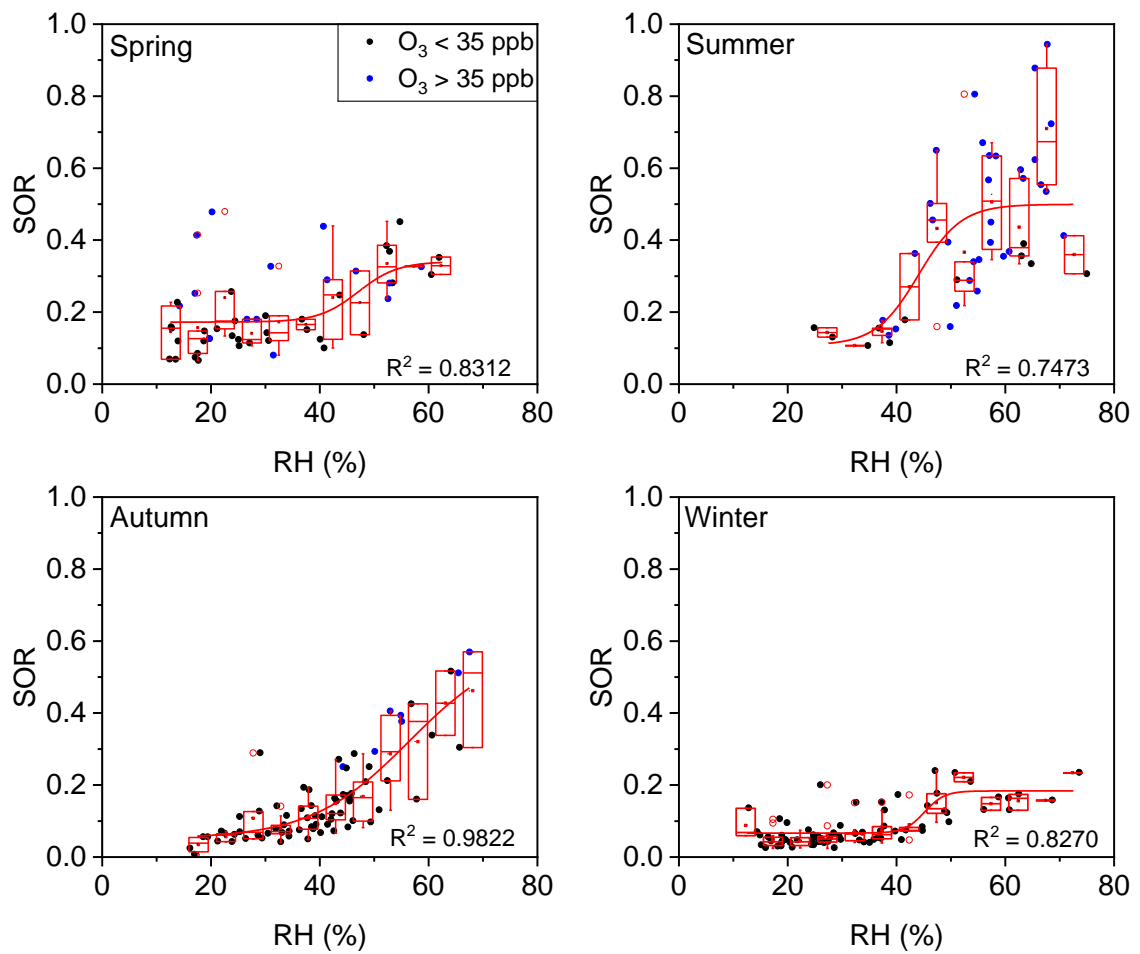 Spring
O₃ < 35 ppb
O₃ > 35 ppb
1.0
0.8
0.6
0.4
0.2
0.0
SOR
R² = 0.8312
0 20 40 60 80
RH (%)
Summer
1.0
0.8
0.6
0.4
0.2
0.0
SOR
R² = 0.7473
0 20 40 60 80
RH (%)
Autumn
1.0
0.8
0.6
0.4
0.2
0.0
SOR
R² = 0.9822
0 20 40 60 80
RH (%)
Winter
1.0
0.8
0.6
0.4
0.2
0.0
SOR
R² = 0.8270
0 20 40 60 80
RH (%)